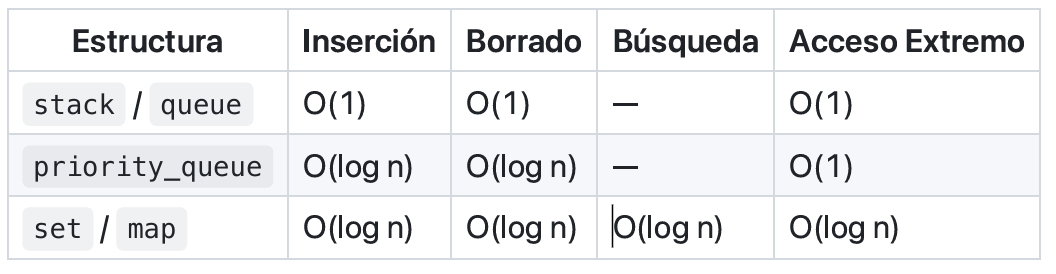 Estructura Inserción Borrado Búsqueda Acceso Extremo
stack / queue O(1) O(1) — O(1)
priority_queue O(log n) O(log n) — O(1)
set / map O(log n) O(log n) O(log n) O(log n)